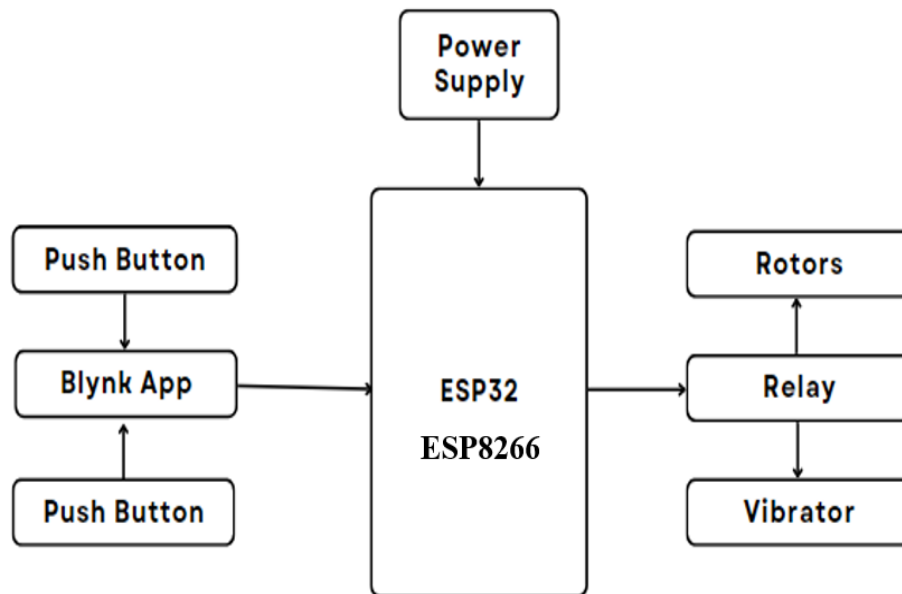 Power
Supply
Push Button
Rotors
Blynk App
ESP32
Relay
ESP8266
Push Button
Vibrator